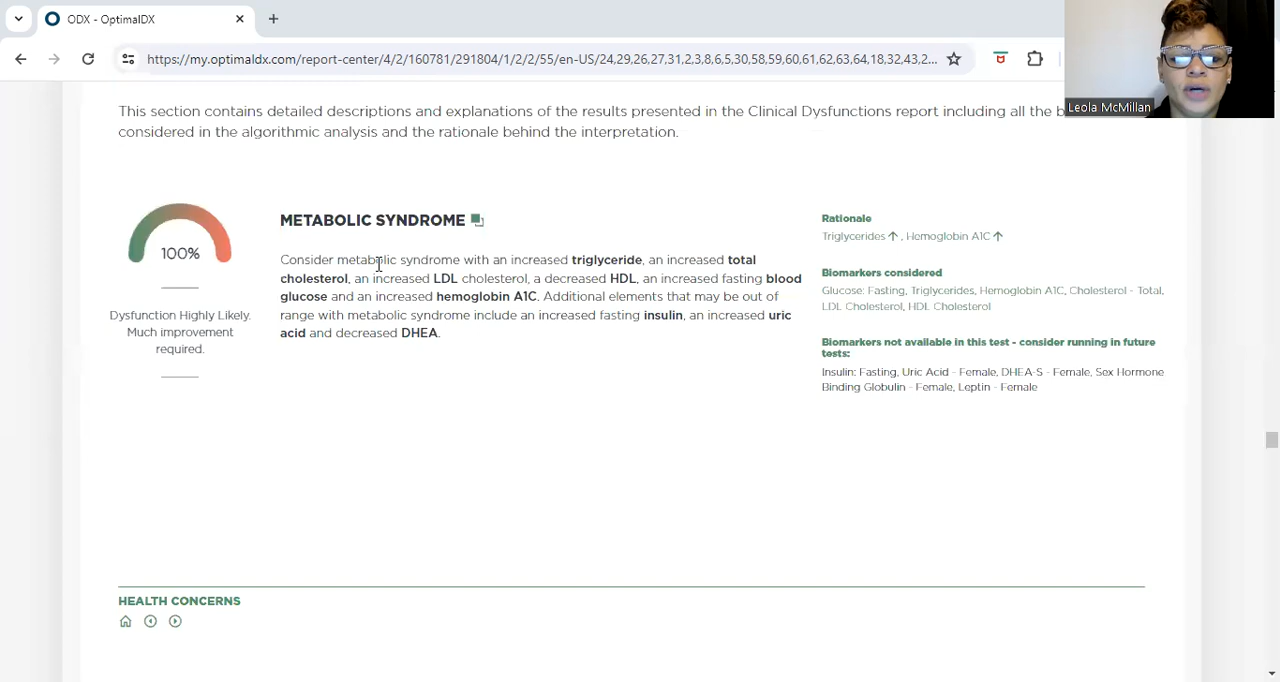 ODX - OptimalDX
https://my.optimaldx.com/report-center/4/2/160781/291804/1/2/2/55/en-US/24,29,26,27,31,2,3,8,6,5,30,58,59,60,61,62,63,64,18,32,43,2...
Leola McMillan
This section contains detailed descriptions and explanations of the results presented in the Clinical Dysfunctions report including all the b
considered in the algorithmic analysis and the rationale behind the interpretation.
100%
Dysfunction Highly Likely.
Much improvement
required.
METABOLIC SYNDROME
Consider metabolic syndrome with an increased triglyceride, an increased total
cholesterol, an increased LDL cholesterol, a decreased HDL, an increased fasting blood
glucose and an increased hemoglobin A1C. Additional elements that may be out of
range with metabolic syndrome include an increased fasting insulin, an increased uric
acid and decreased DHEA.
Rationale
Triglycerides ↑, Hemoglobin A1C ↑
Biomarkers considered
Glucose: Fasting, Triglycerides, Hemoglobin A1C, Cholesterol - Total,
LDL Cholesterol, HDL Cholesterol
Biomarkers not available in this test - consider running in future
tests:
Insulin: Fasting, Uric Acid - Female, DHEA-S - Female, Sex Hormone
Binding Globulin - Female, Leptin - Female
HEALTH CONCERNS